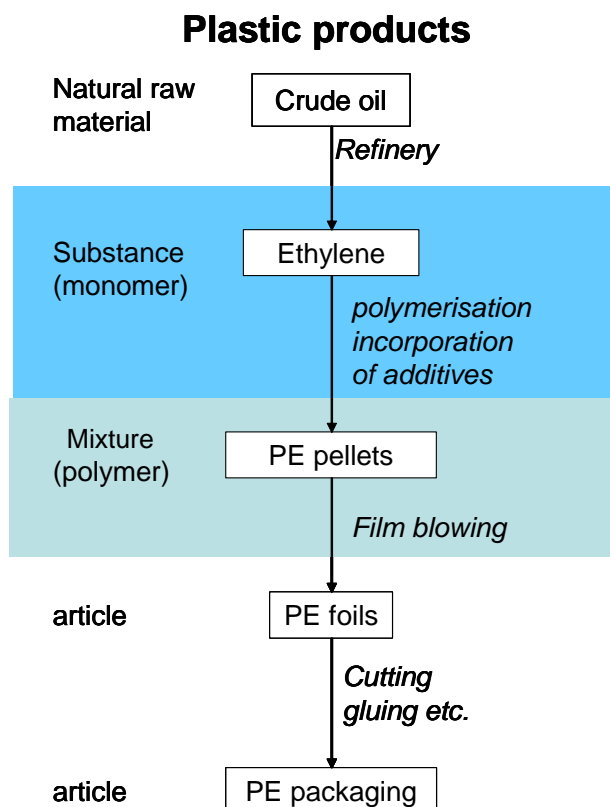 Plastic products
Natural raw
material
Crude oil
Refinery
Substance
(monomer)
Ethylene
polymerisation
incorporation
of additives
Mixture
(polymer)
PE pellets
Film blowing
article
PE foils
Cutting
gluing etc.
article
PE packaging